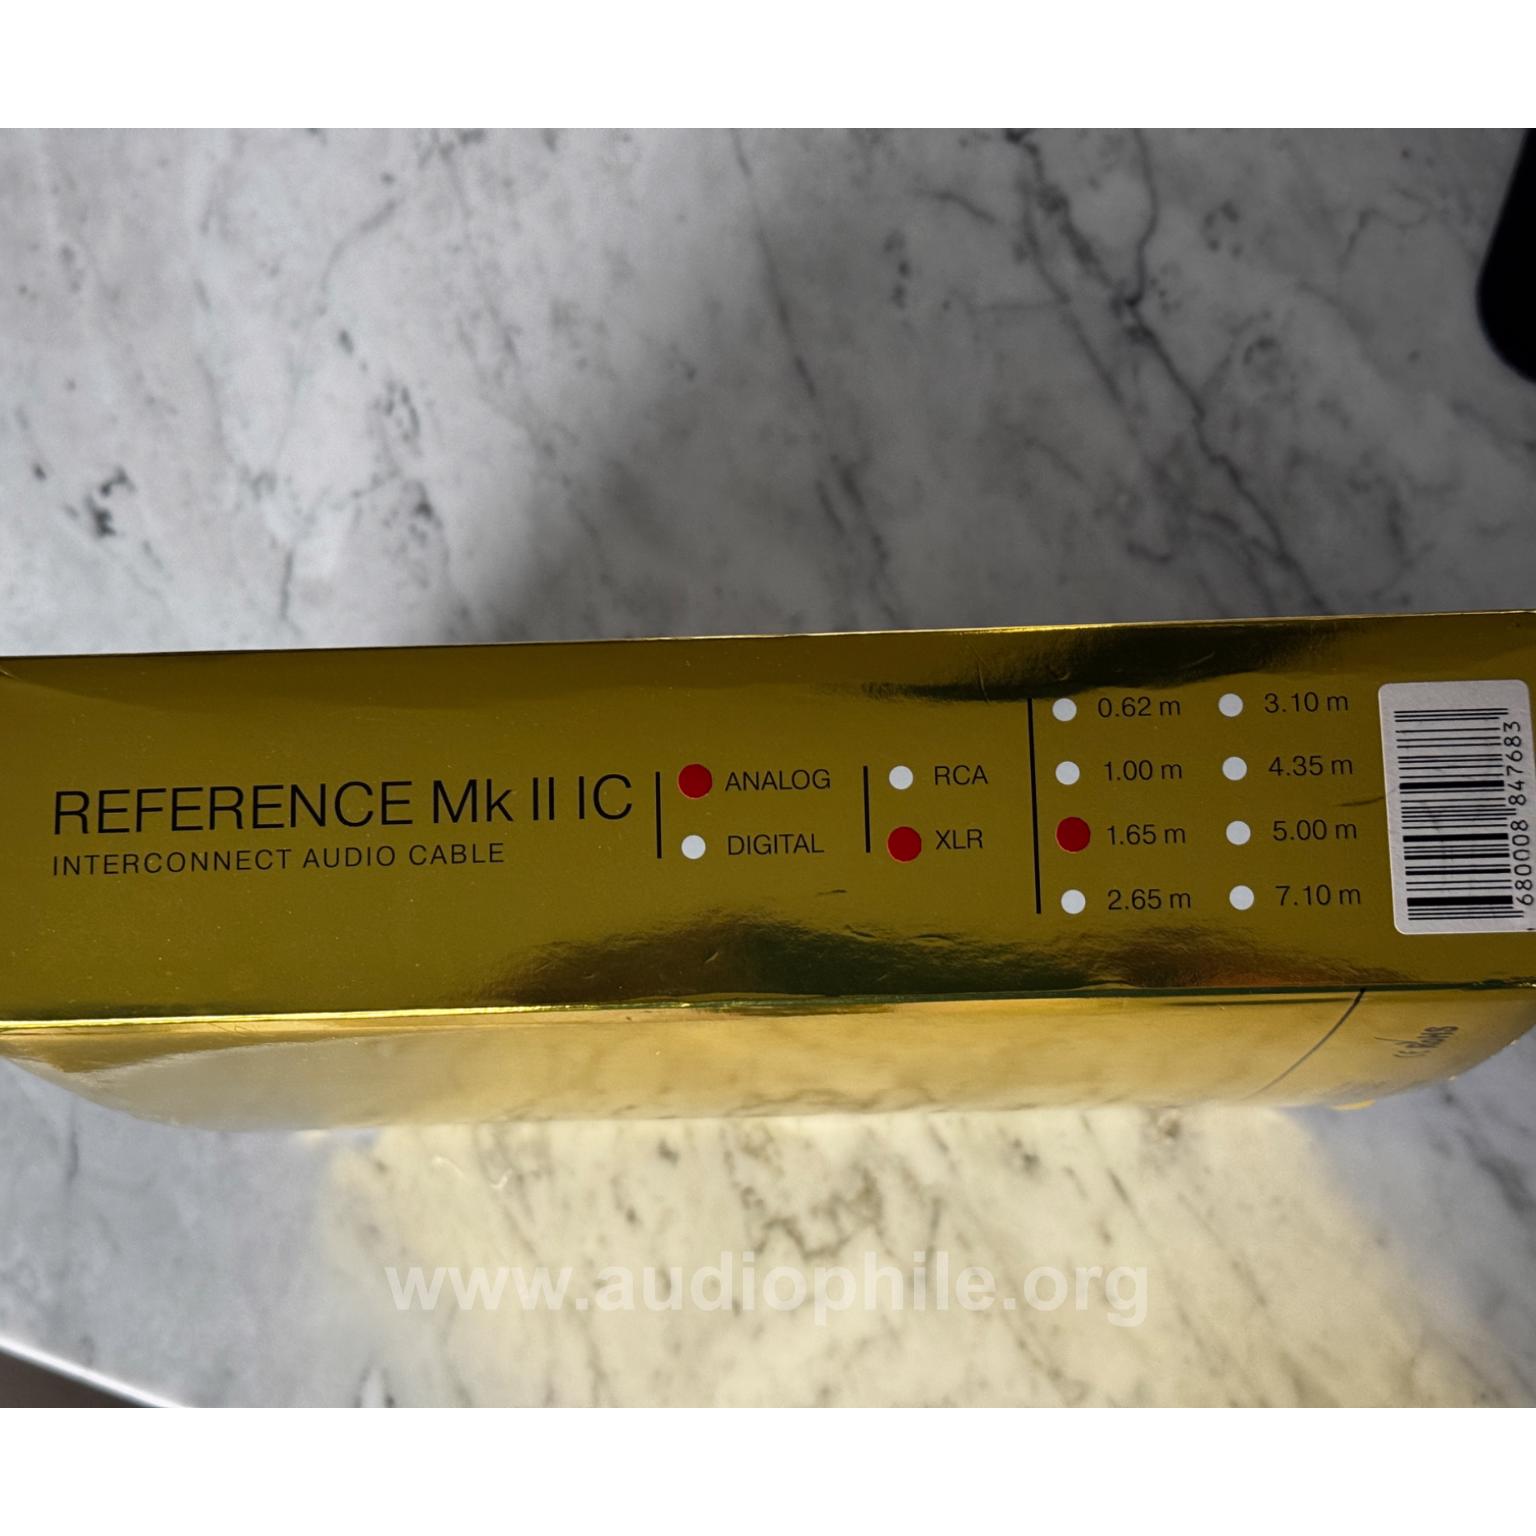 REFERENCE Mk II IC
INTERCONNECT AUDIO CABLE
ANALOG
DIGITAL
RCA
XLR
0.62 m
1.00 m
1.65 m
2.65 m
3.10 m
4.35 m
5.00 m
7.10 m
680008 847683
www.audiophile.org